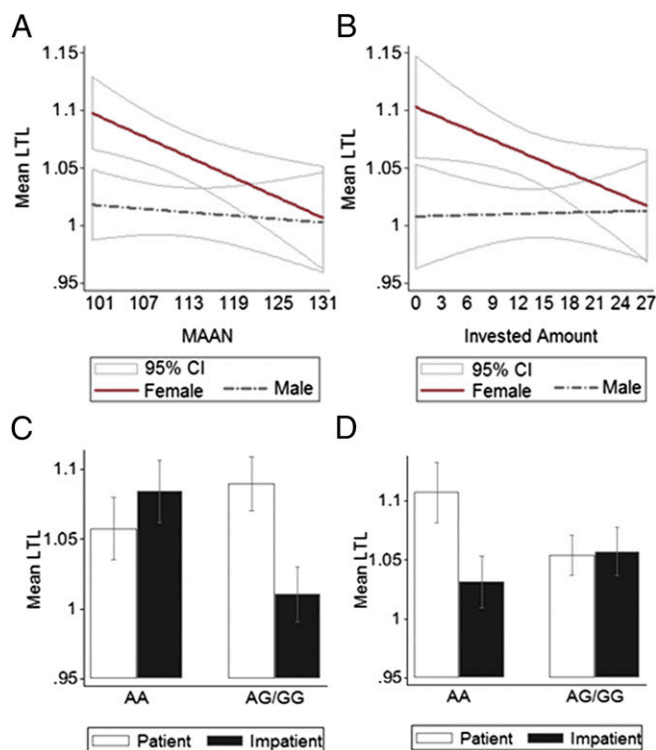 A
1.15
1.1
1.05
1
.95
Mean LTL
101 107 113 119 125 131
MAAN
95% CI
Female Male
B
1.15
1.1
1.05
1
.95
Mean LTL
0 3 6 9 12 15 18 21 24 27
Invested Amount
95% CI
Female Male
C
1.1
1.05
1
.95
Mean LTL
AA AG/GG
Patient Impatient
D
1.1
1.05
1
.95
Mean LTL
AA AG/GG
Patient Impatient